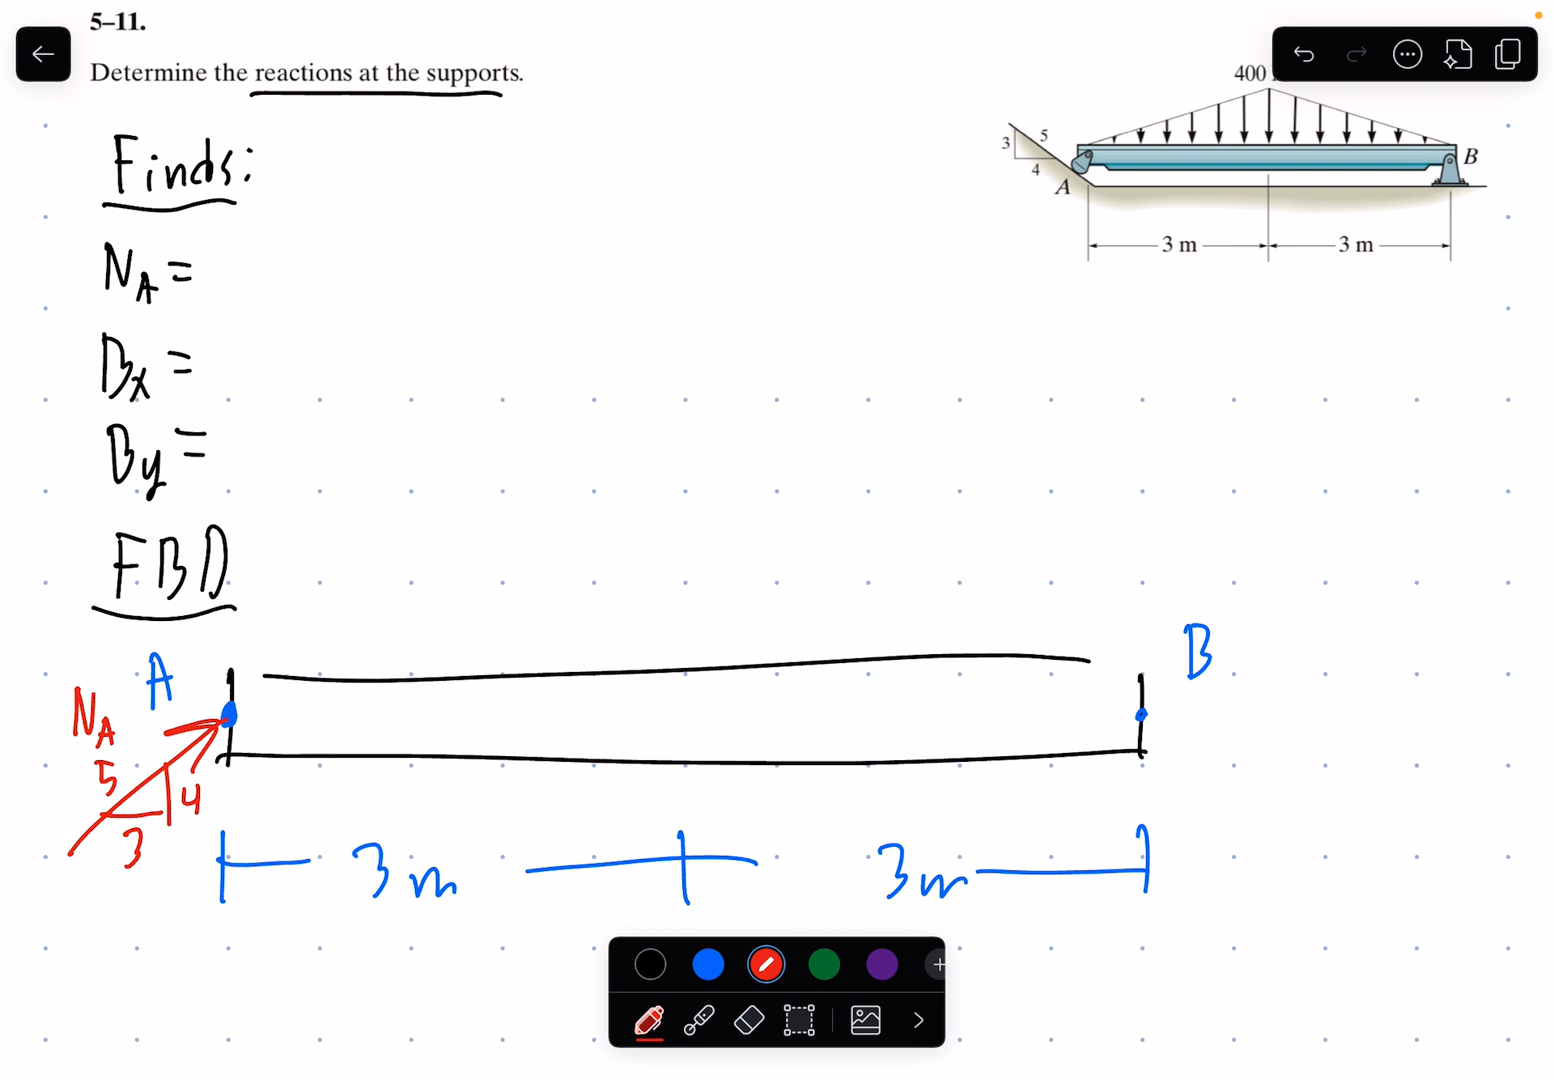 5–11.
Determine the reactions at the supports.
400
3
5
4
A
B
3 m
3 m
Finds:
N_A =
B_x =
B_y =
FBD
A
B
N_A
5
4
3
3 m
3 m